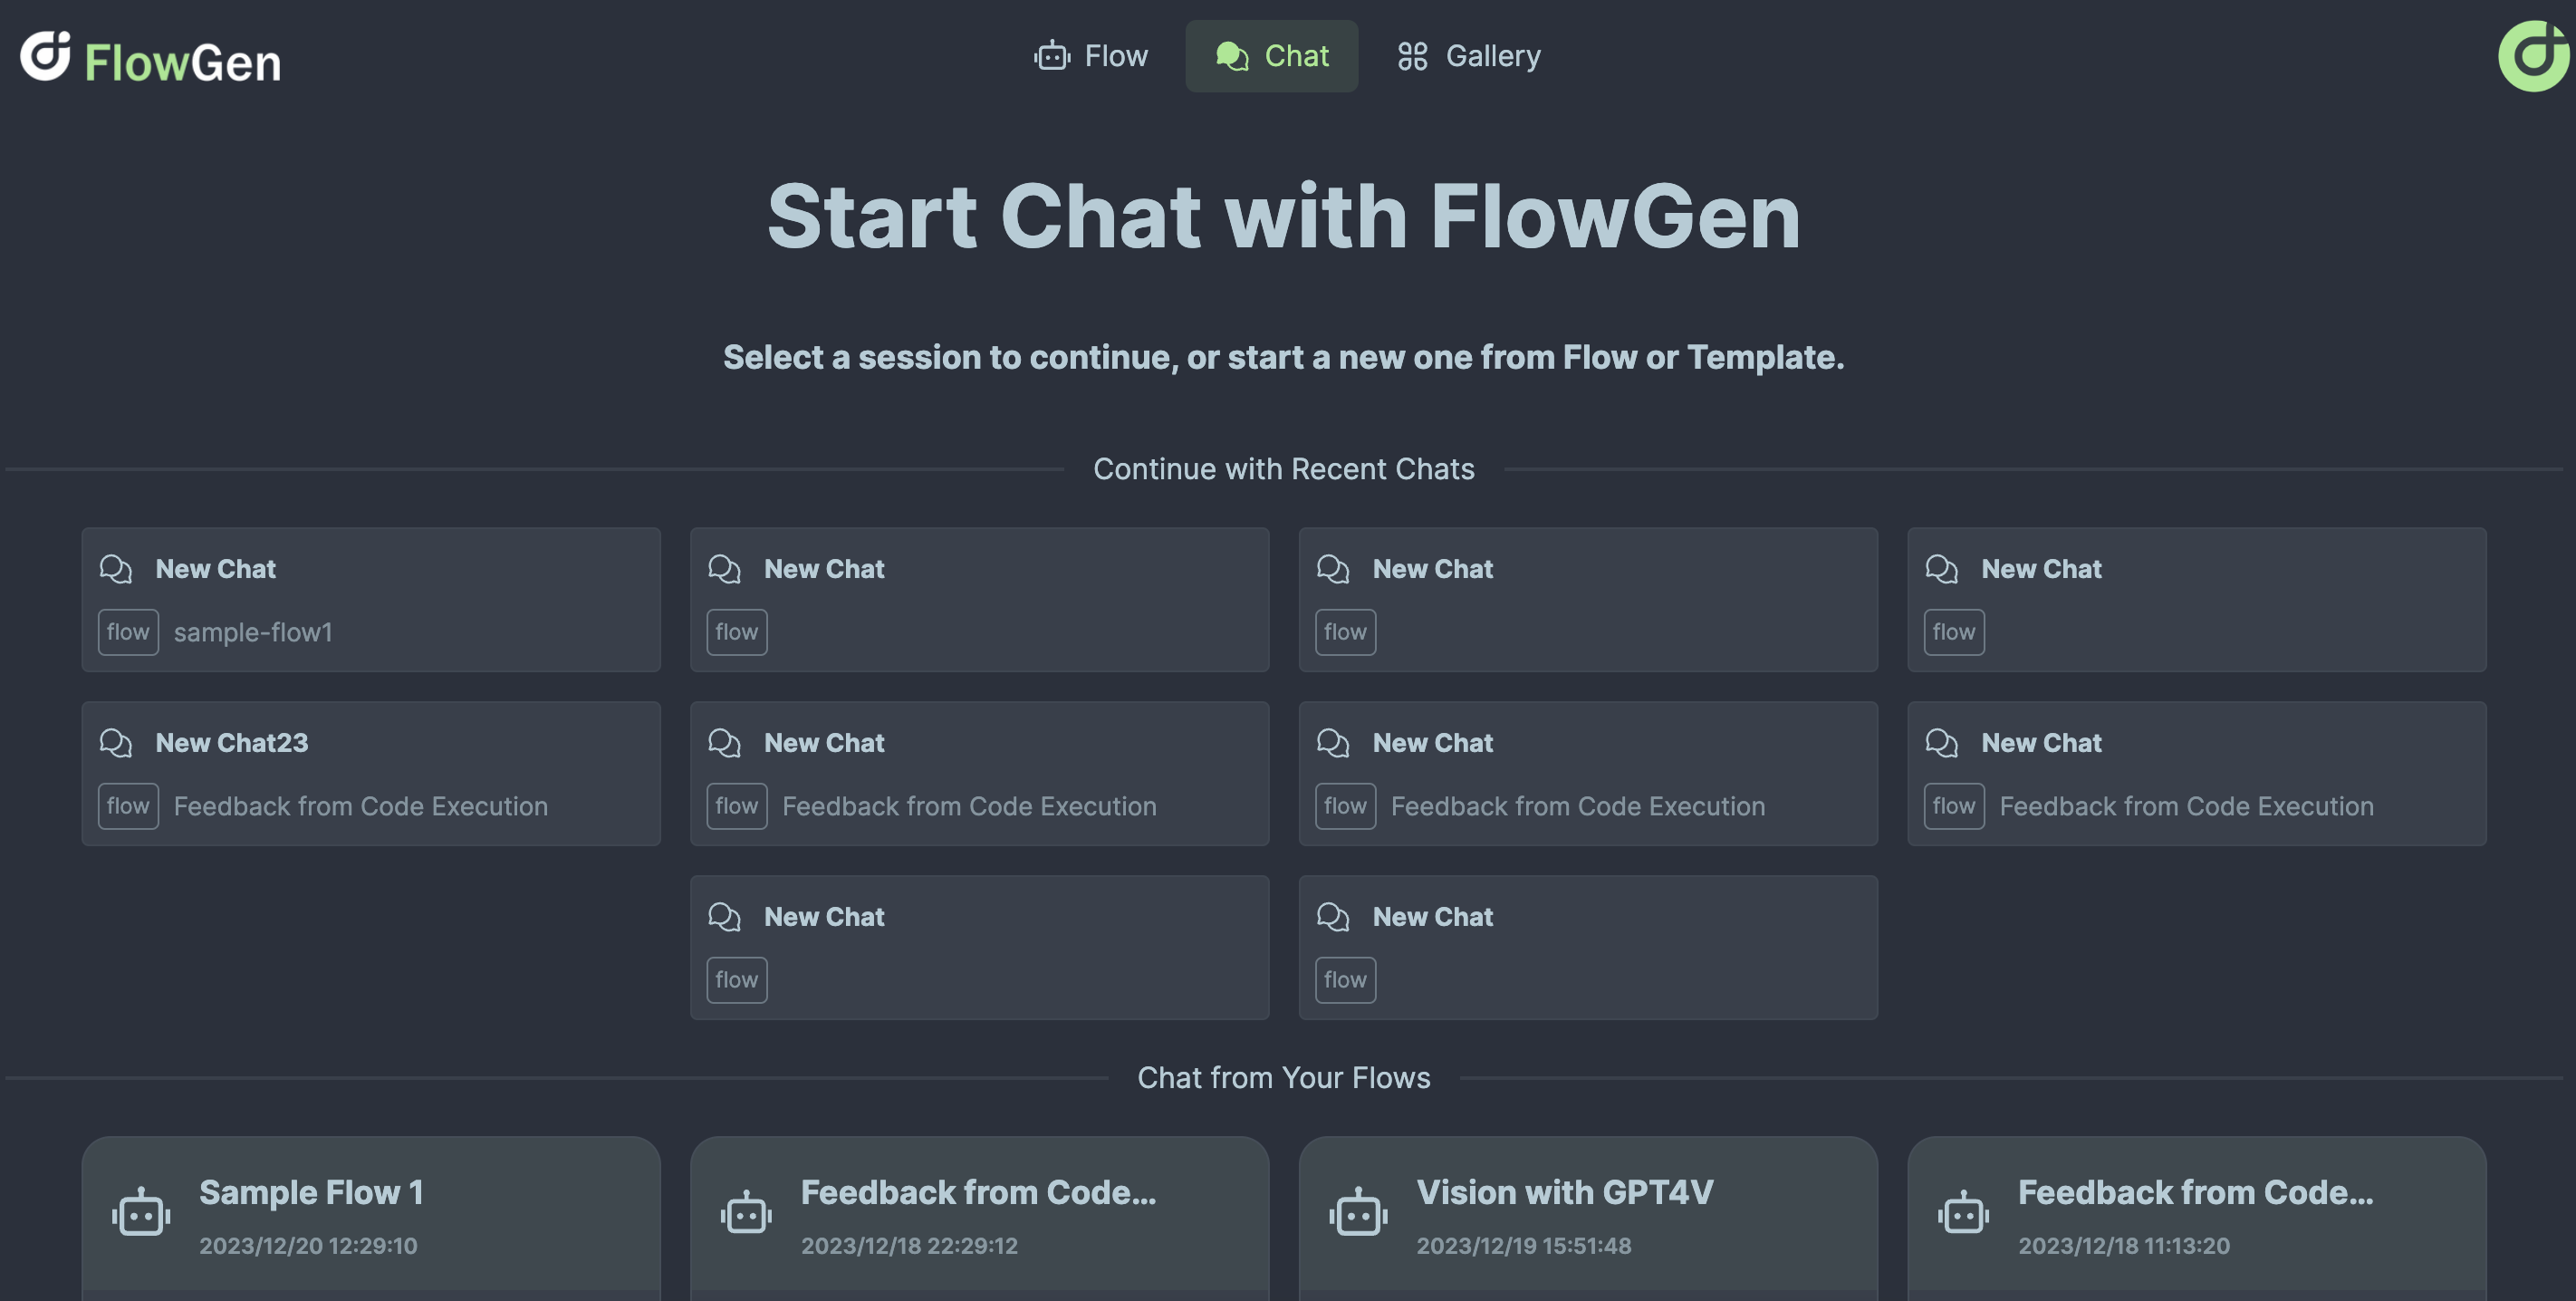 FlowGen
Flow
Chat
Gallery
Start Chat with FlowGen
Select a session to continue, or start a new one from Flow or Template.
Continue with Recent Chats
New Chat
flow sample-flow1
New Chat
flow
New Chat
flow
New Chat
flow
New Chat23
flow Feedback from Code Execution
New Chat
flow Feedback from Code Execution
New Chat
flow Feedback from Code Execution
New Chat
flow Feedback from Code Execution
New Chat
flow
New Chat
flow
Chat from Your Flows
Sample Flow 1
2023/12/20 12:29:10
Feedback from Code...
2023/12/18 22:29:12
Vision with GPT4V
2023/12/19 15:51:48
Feedback from Code...
2023/12/18 11:13:20